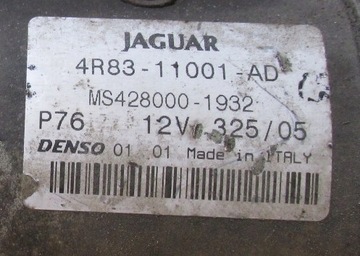 JAGUAR
4R83-11001-AD
MS428000-1932
P76 12V 325/05
DENSO 01 01 Made in ITALY